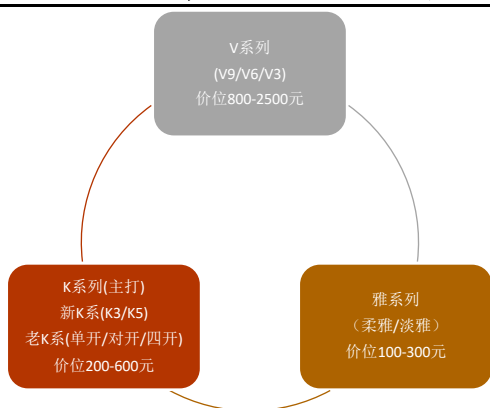 V系列
(V9/V6/V3)
价位800-2500元
K系列(主打)
新K系(K3/K5)
老K系(单开/对开/四开)
价位200-600元
雅系列
（柔雅/淡雅）
价位100-300元